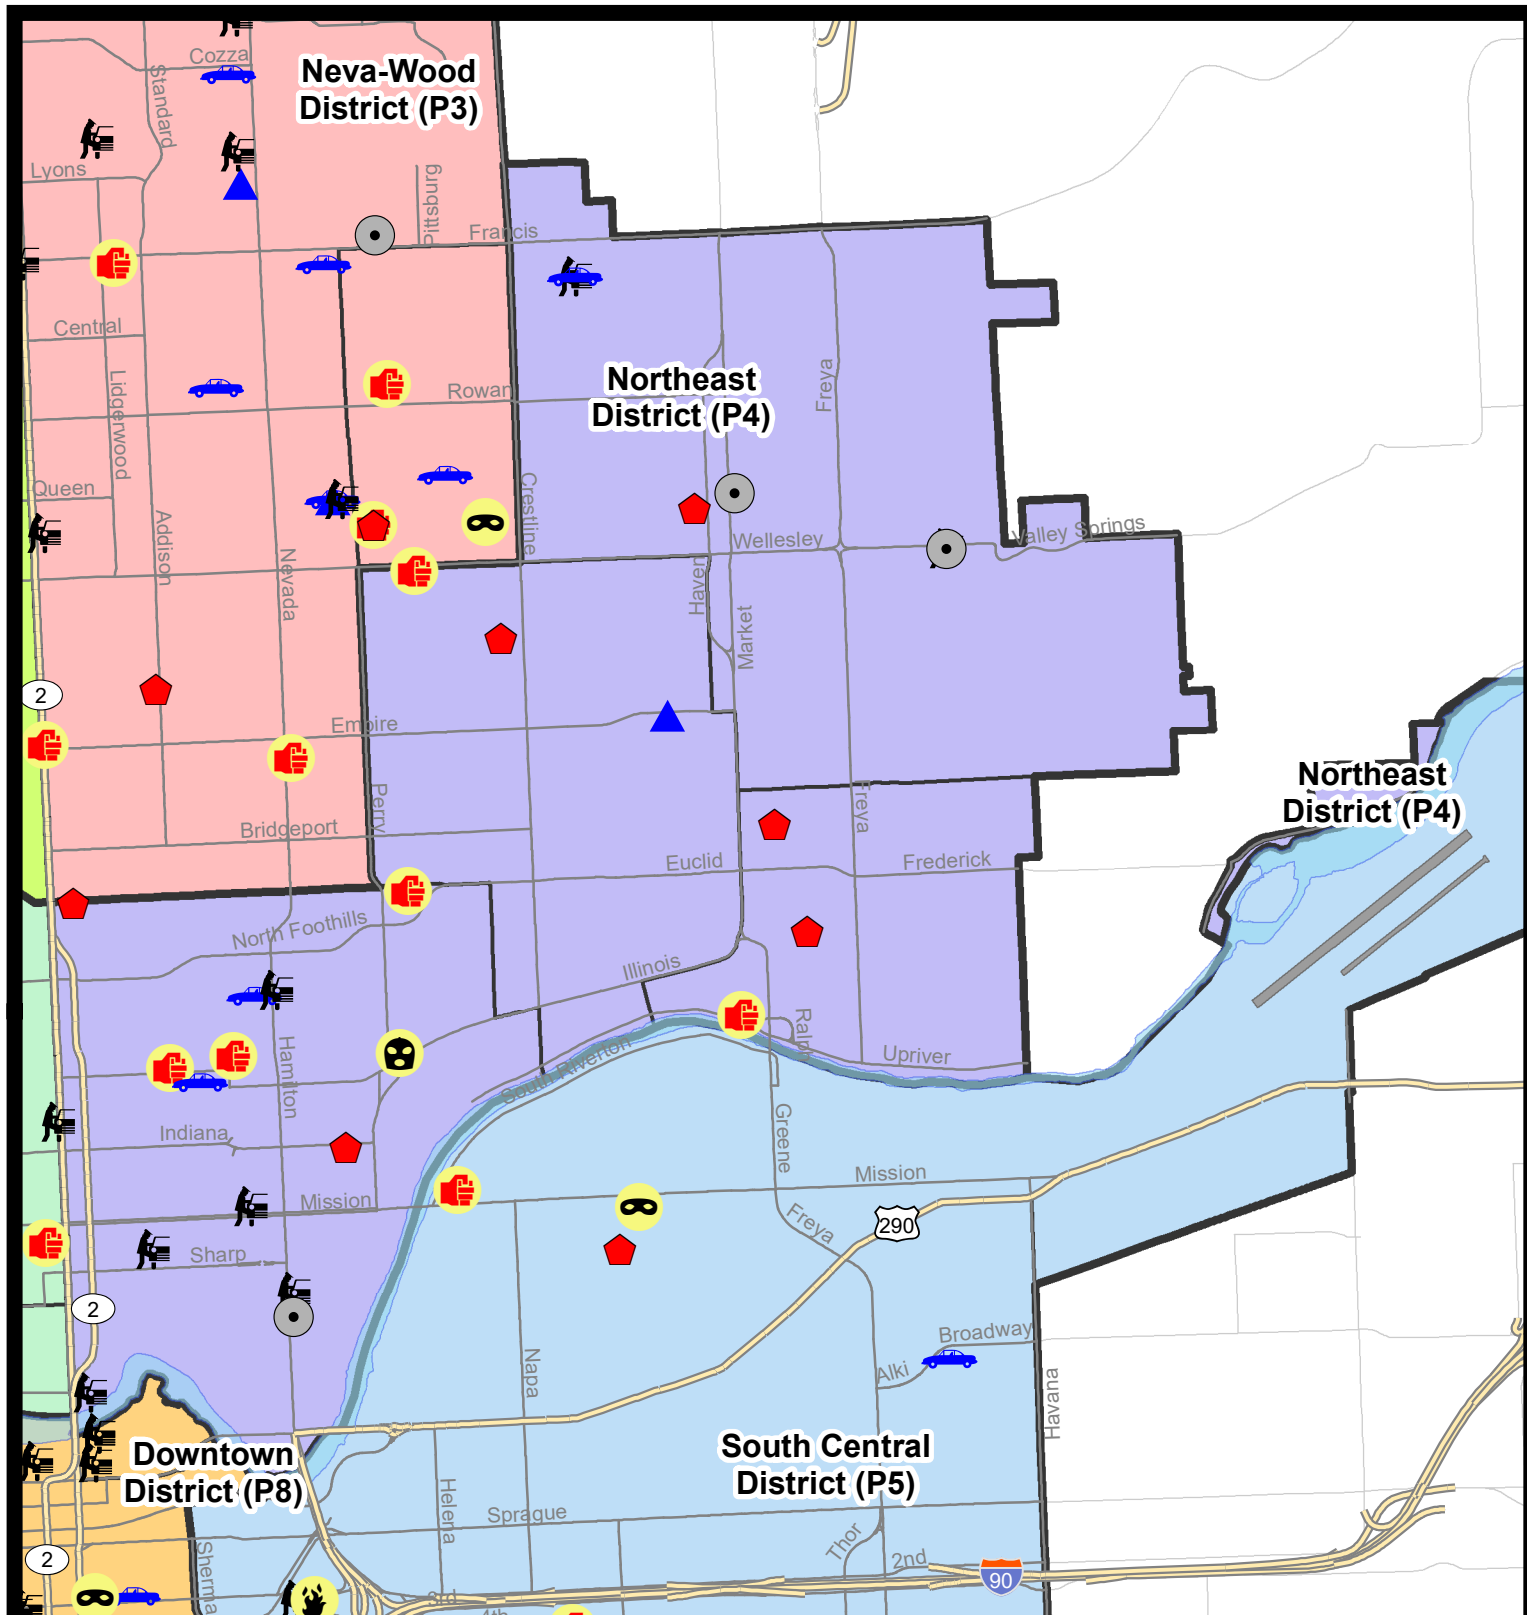 Cozza
Neva-Wood
District (P3)
Standard
Lyons
Pittsburg
Francis
Central
Lidgerwood
Rowan
Northeast
District (P4)
Freya
Queen
Addison
Nevada
Crestline
Wellesley
Valley Springs
Haven
Market
2
Empire
Perry
Freya
Northeast
District (P4)
Bridgeport
Euclid
Frederick
North Foothills
Illinois
Hamilton
South Riverton
Ralph
Upriver
Greene
Indiana
Mission
Mission
Freya
290
Sharp
2
Napa
Broadway
Alki
Havana
Downtown
District (P8)
South Central
District (P5)
Helena
Sprague
Thor
2nd
2
Sherma
3rd
90
4th